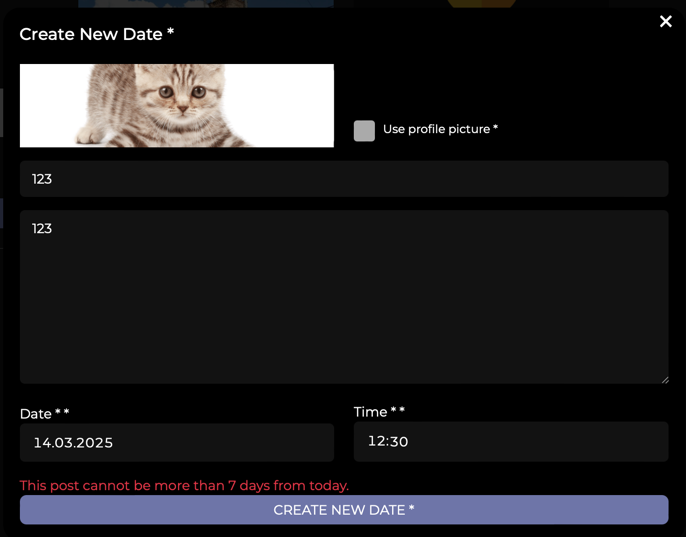 Create New Date *
Use profile picture *
123
123
Date * *
Time * *
14.03.2025
12:30
This post cannot be more than 7 days from today.
CREATE NEW DATE *